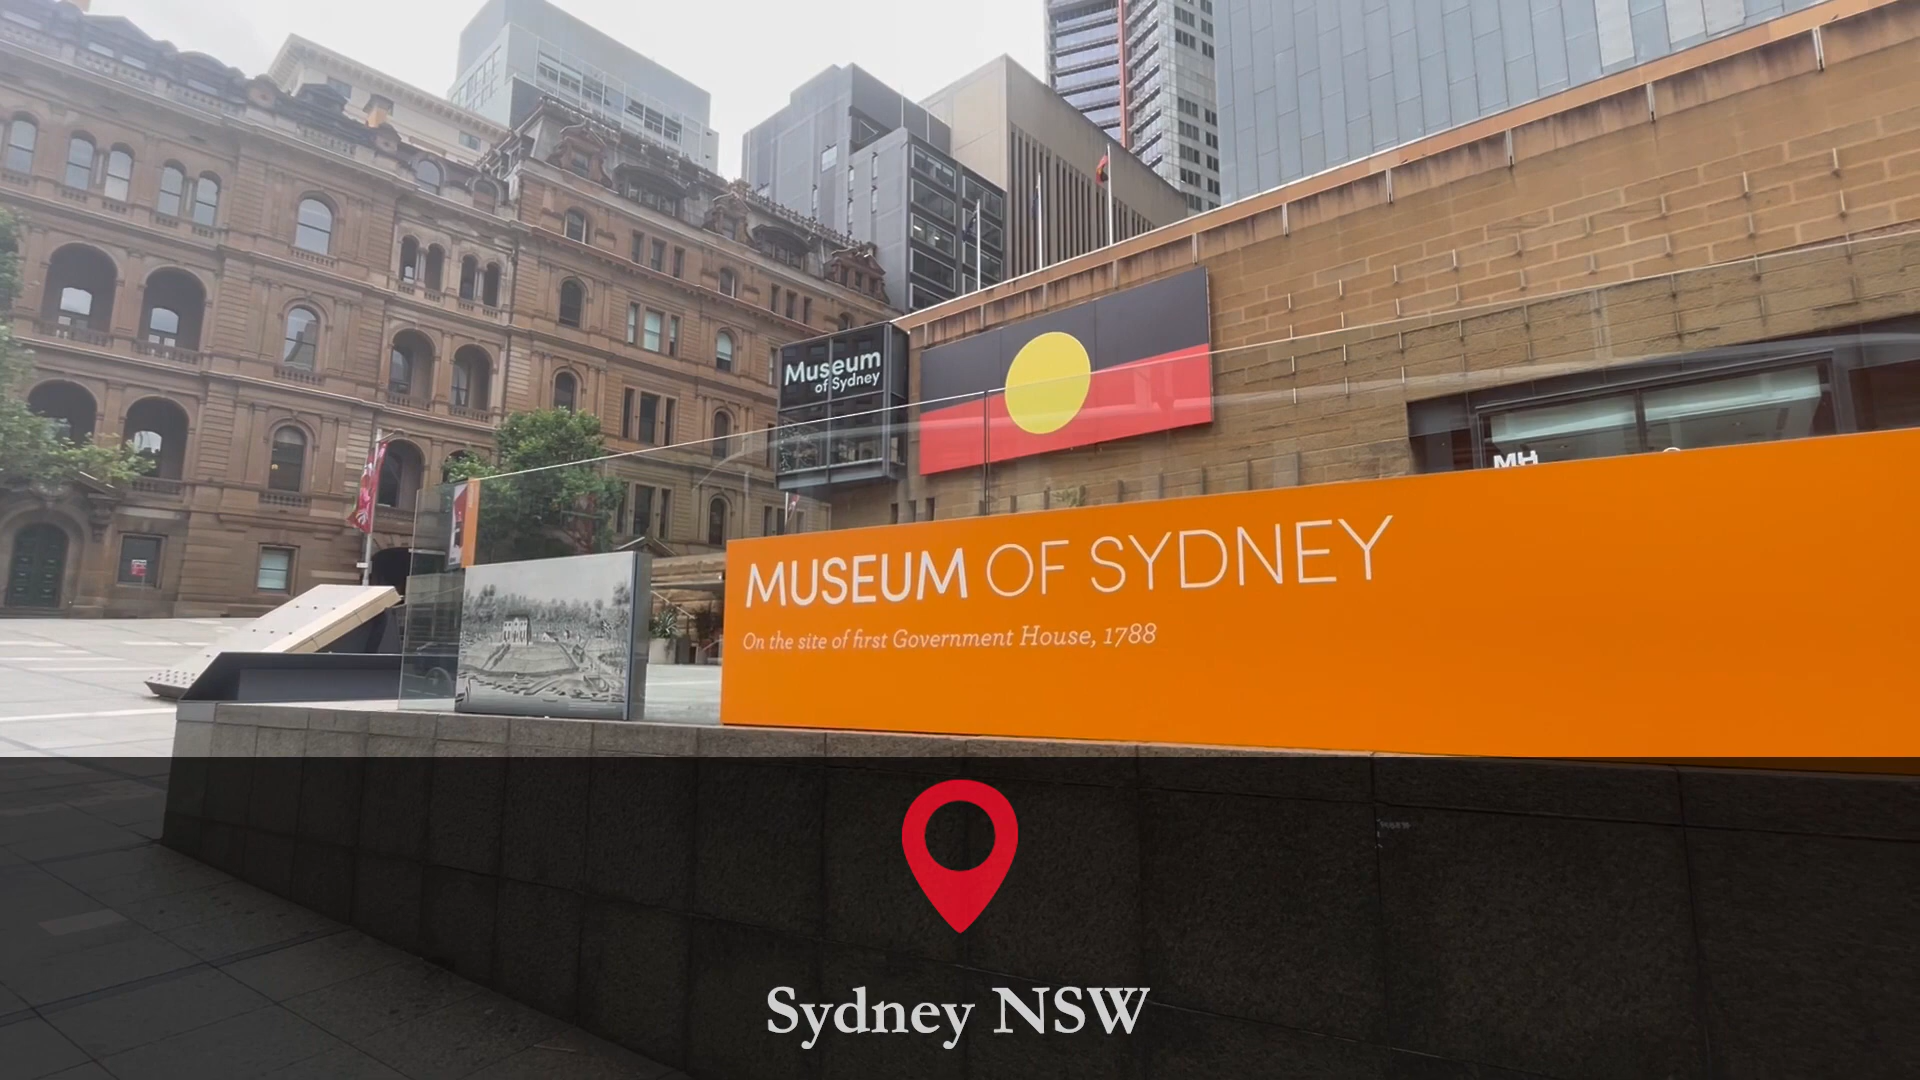 Museum
of Sydney
MH
MUSEUM OF SYDNEY
On the site of first Government House, 1788
Sydney NSW